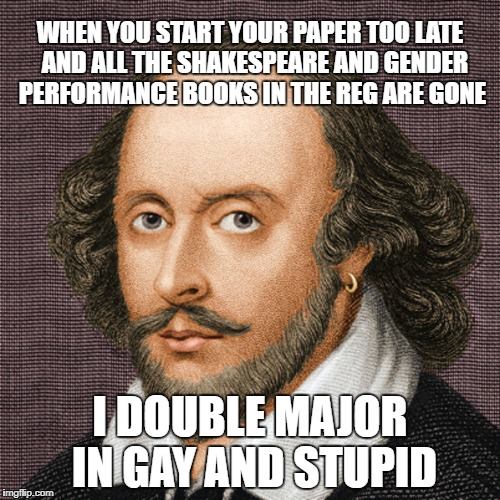 WHEN YOU START YOUR PAPER TOO LATE
AND ALL THE SHAKESPEARE AND GENDER
PERFORMANCE BOOKS IN THE REG ARE GONE
I DOUBLE MAJOR
IN GAY AND STUPID
imgflip.com